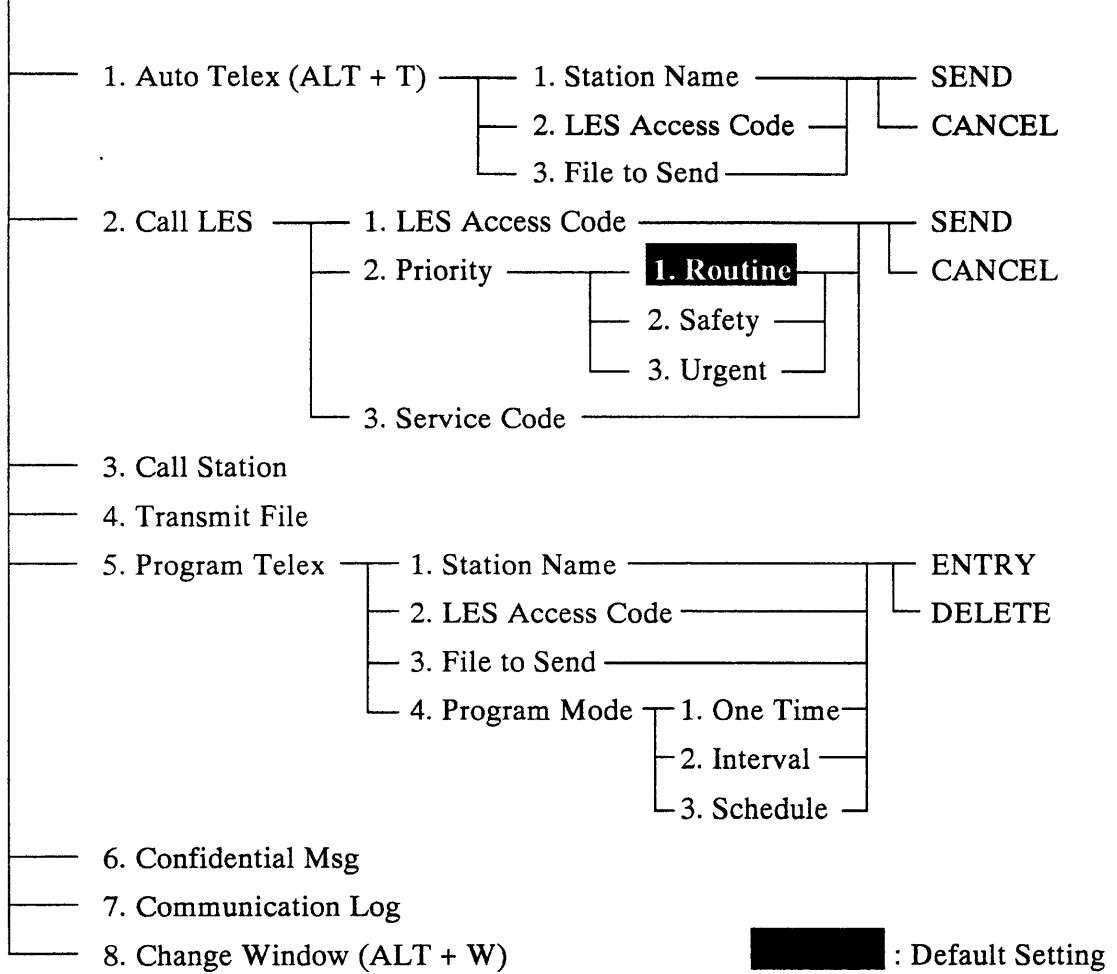 1. Auto Telex (ALT + T) 1. Station Name SEND
2. LES Access Code CANCEL
3. File to Send
2. Call LES 1. LES Access Code SEND
2. Priority 1. Routine CANCEL
2. Safety
3. Urgent
3. Service Code
3. Call Station
4. Transmit File
5. Program Telex 1. Station Name ENTRY
2. LES Access Code DELETE
3. File to Send
4. Program Mode 1. One Time
2. Interval
3. Schedule
6. Confidential Msg
7. Communication Log
8. Change Window (ALT + W) : Default Setting